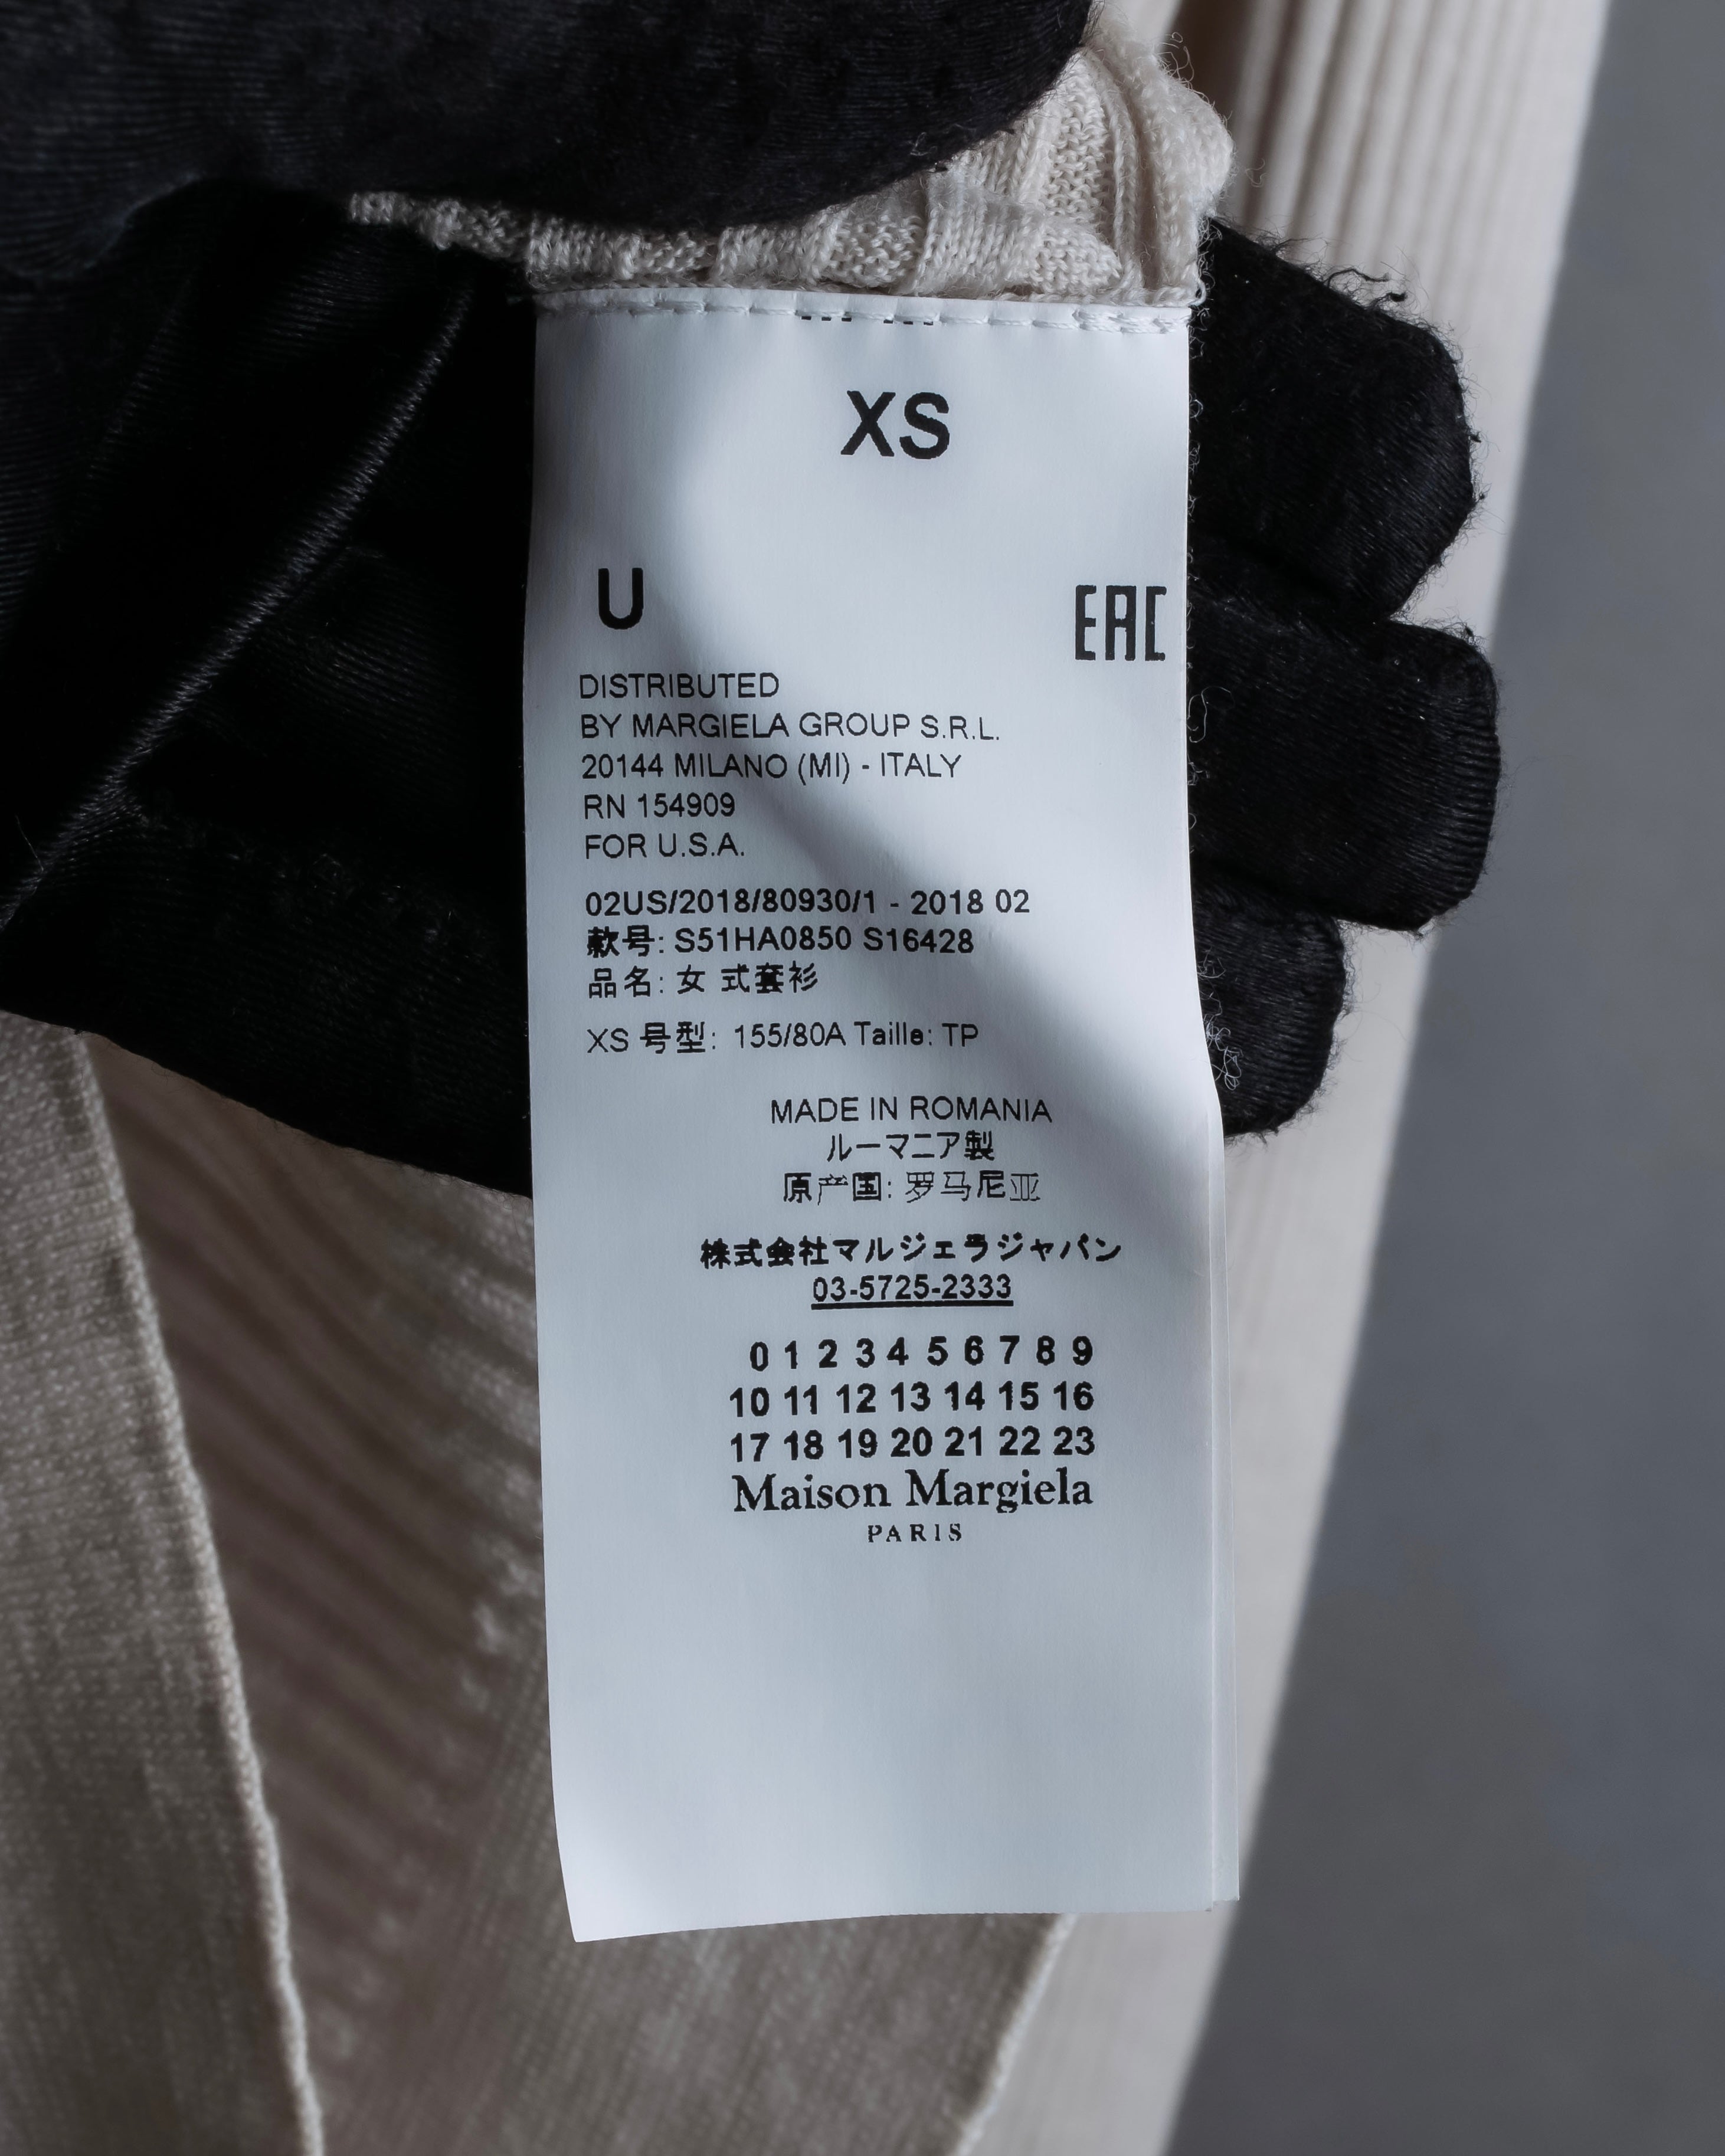 XS
U
EAC
DISTRIBUTED
BY MARGIELA GROUP S.R.L.
20144 MILANO (MI) - ITALY
RN 154909
FOR U.S.A.
02US/2018/80930/1 - 2018 02
款号: S51HA0850 S16428
品名: 女 式套衫
XS 号型: 155/80A Taille: TP
MADE IN ROMANIA
ルーマニア製
原产国: 罗马尼亚
株式会社マルジェラジャパン
03-5725-2333
0 1 2 3 4 5 6 7 8 9
10 11 12 13 14 15 16
17 18 19 20 21 22 23
Maison Margiela
PARIS